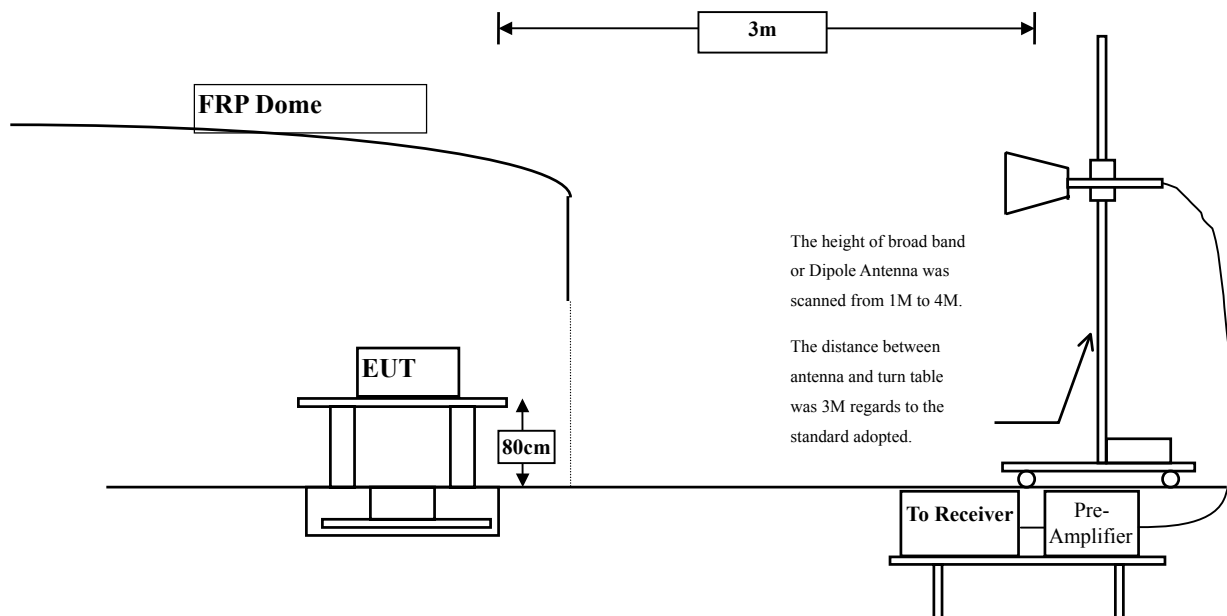 3m
FRP Dome
The height of broad band
or Dipole Antenna was
scanned from 1M to 4M.
The distance between
antenna and turn table
was 3M regards to the
standard adopted.
EUT
80cm
To Receiver
Pre-
Amplifier